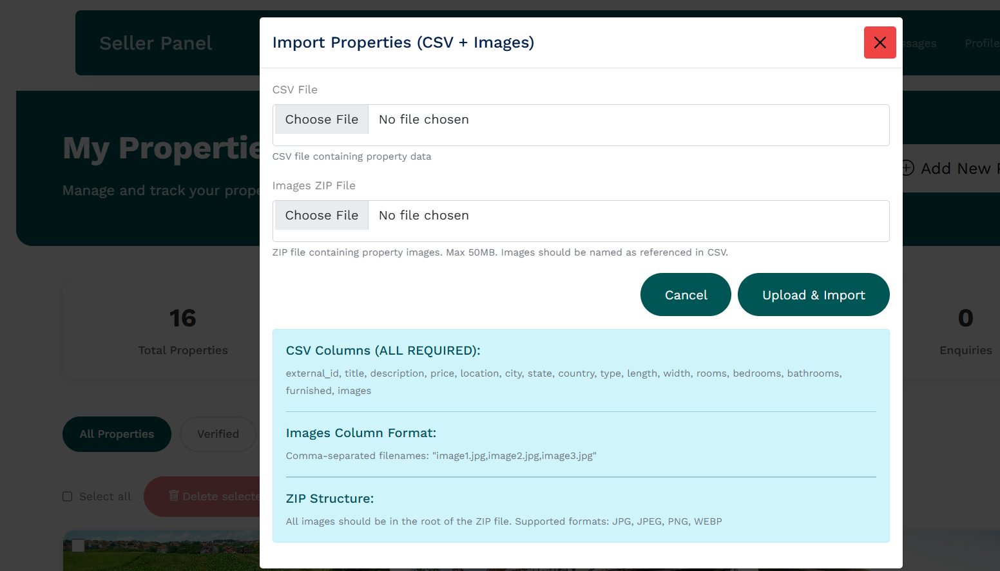 Seller Panel
Profile
Import Properties (CSV + Images)
CSV File
Choose File No file chosen
CSV file containing property data
My Propertie
Manage and track your prope
Add New
Images ZIP File
Choose File No file chosen
ZIP file containing property images. Max 50MB. Images should be named as referenced in CSV.
Cancel
Upload & Import
16
Total Properties
0
Enquiries
CSV Columns (ALL REQUIRED):
external_id, title, description, price, location, city, state, country, type, length, width, rooms, bedrooms, bathrooms,
furnished, images
Images Column Format:
Comma-separated filenames: "image1.jpg,image2.jpg,image3.jpg"
ZIP Structure:
All images should be in the root of the ZIP file. Supported formats: JPG, JPEG, PNG, WEBP
All Properties
Verified
Select all
Delete selecte